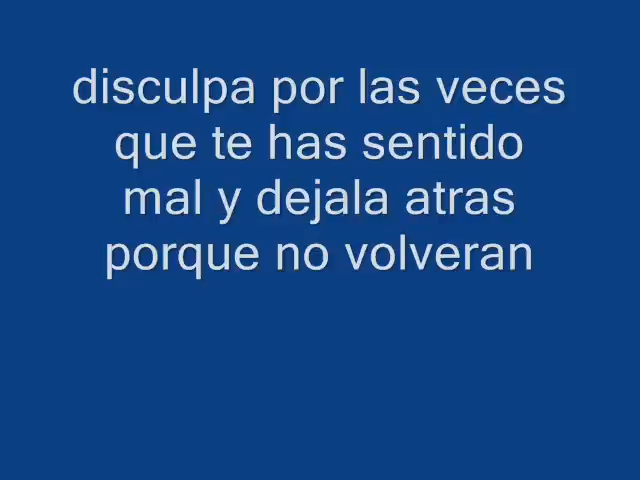 disculpa por las veces
que te has sentido
mal y dejala atras
porque no volveran